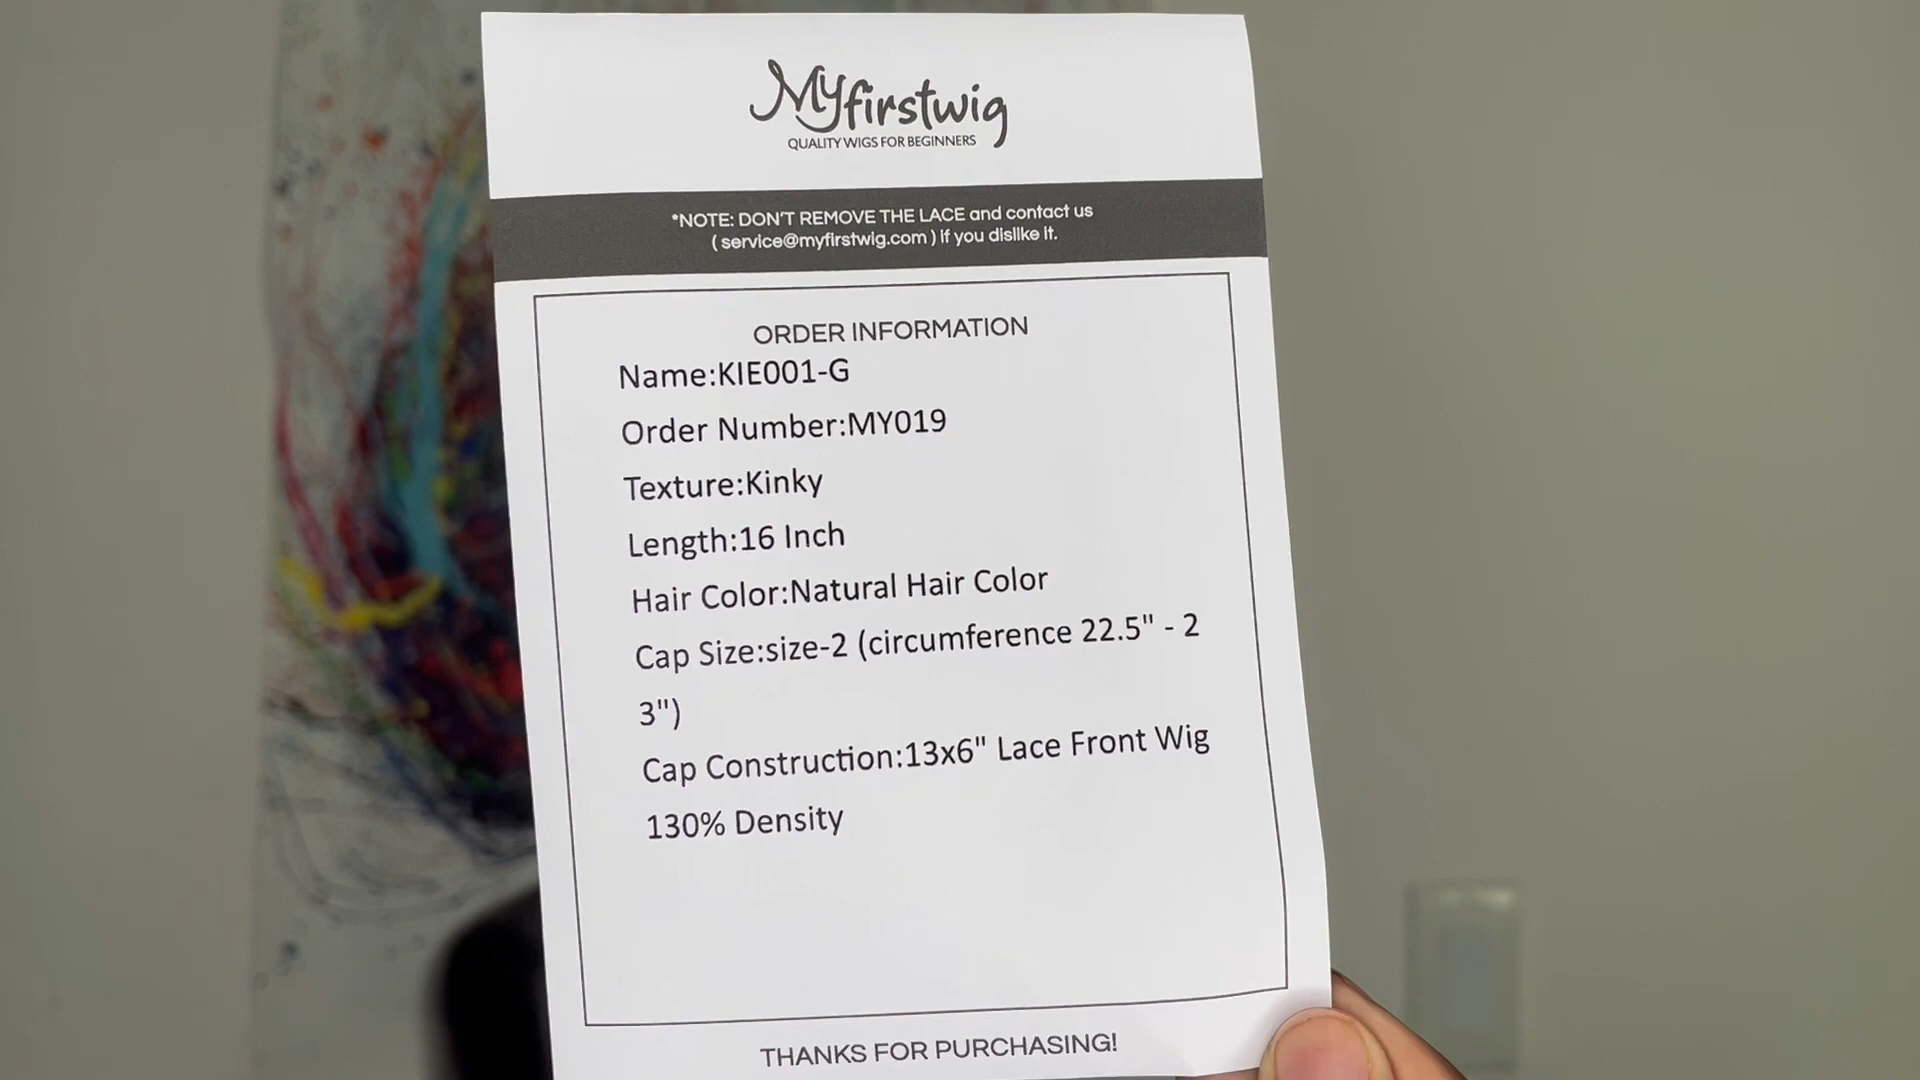 Myfirstwig
QUALITY WIGS FOR BEGINNERS
*NOTE: DON'T REMOVE THE LACE and contact us
( service@myfirstwig.com ) if you dislike it.
ORDER INFORMATION
Name:KIE001-G
Order Number:MY019
Texture:Kinky
Length:16 Inch
Hair Color:Natural Hair Color
Cap Size:size-2 (circumference 22.5" - 2
3")
Cap Construction:13x6" Lace Front Wig
130% Density
THANKS FOR PURCHASING!